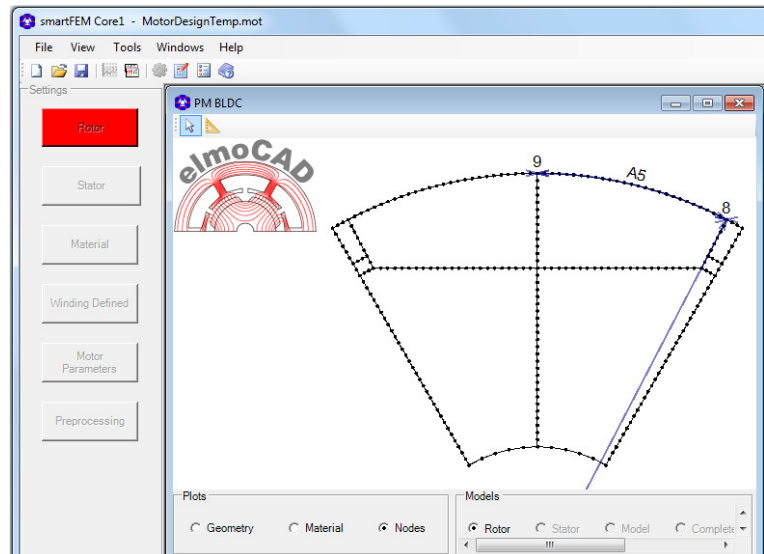 smartFEM Core1 - MotorDesignTemp.mot
File View Tools Windows Help
Settings
Rotor
Stator
Material
Winding Defined
Motor
Parameters
Preprocessing
PM BLDC
elmoCAD
9
A5
8
Plots
Geometry Material Nodes
Models
Rotor Stator Model Complete